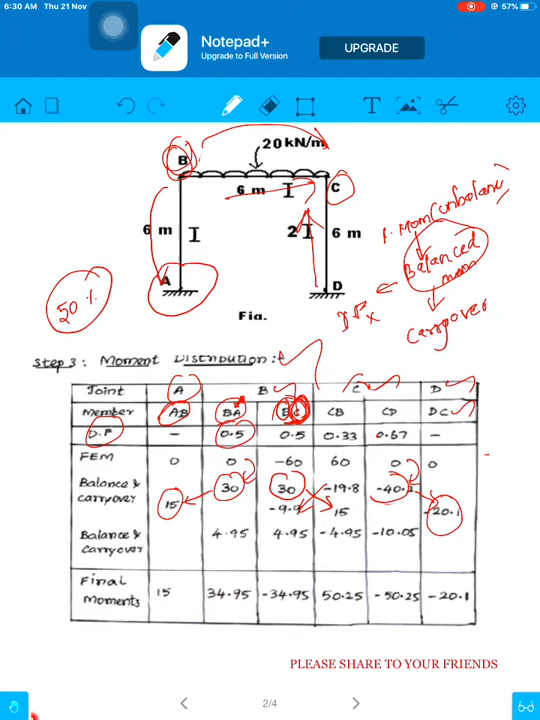 6:30 AM Thu 21 Nov
57%
Notepad+
Upgrade to Full Version
UPGRADE
T
B
20 kN/m
6 m I
C
6 m I
2I 6 m
A
D
Fig.
50 %
1. Mom (unbalanc)
Balanced
mom
D.F x
Carryover
Step 3: Moment Distribution:-
Joint A B C D
Member AB BA BC CB CD DC
D.F - 0.5 0.5 0.33 0.67 -
FEM 0 0 -60 60 0 0
Balance & 30 30 -19.8 -40.2
carryover 15 -9.9 15 -20.1
Balance & 4.95 4.95 -4.95 -10.05
Carryover
Final
Moments 15 34.95 -34.95 50.25 -50.25 -20.1
PLEASE SHARE TO YOUR FRIENDS
2/4